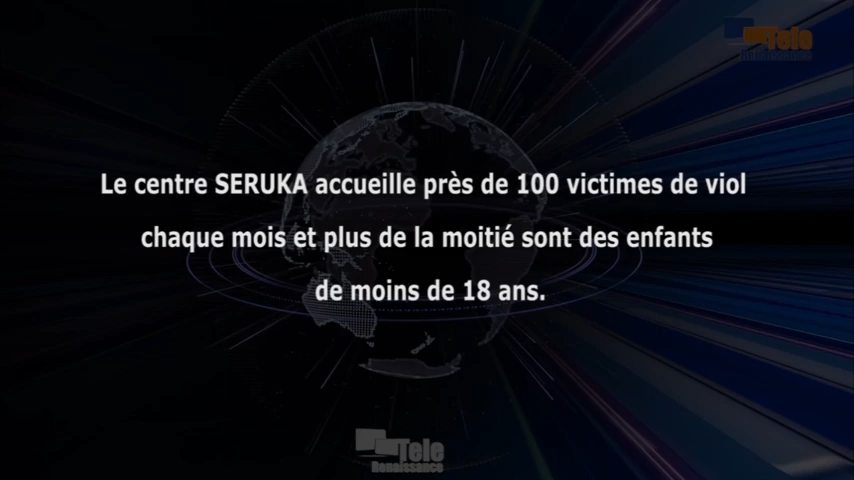 Tele
Renaissance
Le centre SERUKA accueille près de 100 victimes de viol
chaque mois et plus de la moitié sont des enfants
de moins de 18 ans.
Tele
Renaissance